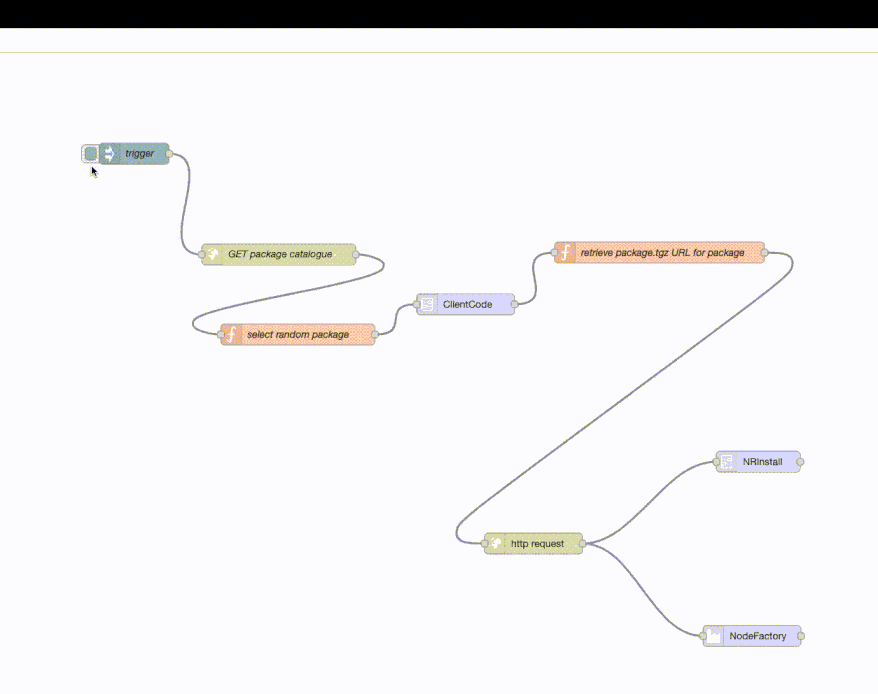 trigger
GET package catalogue
retrieve package.tgz URL for package
ClientCode
select random package
NRInstall
http request
NodeFactory